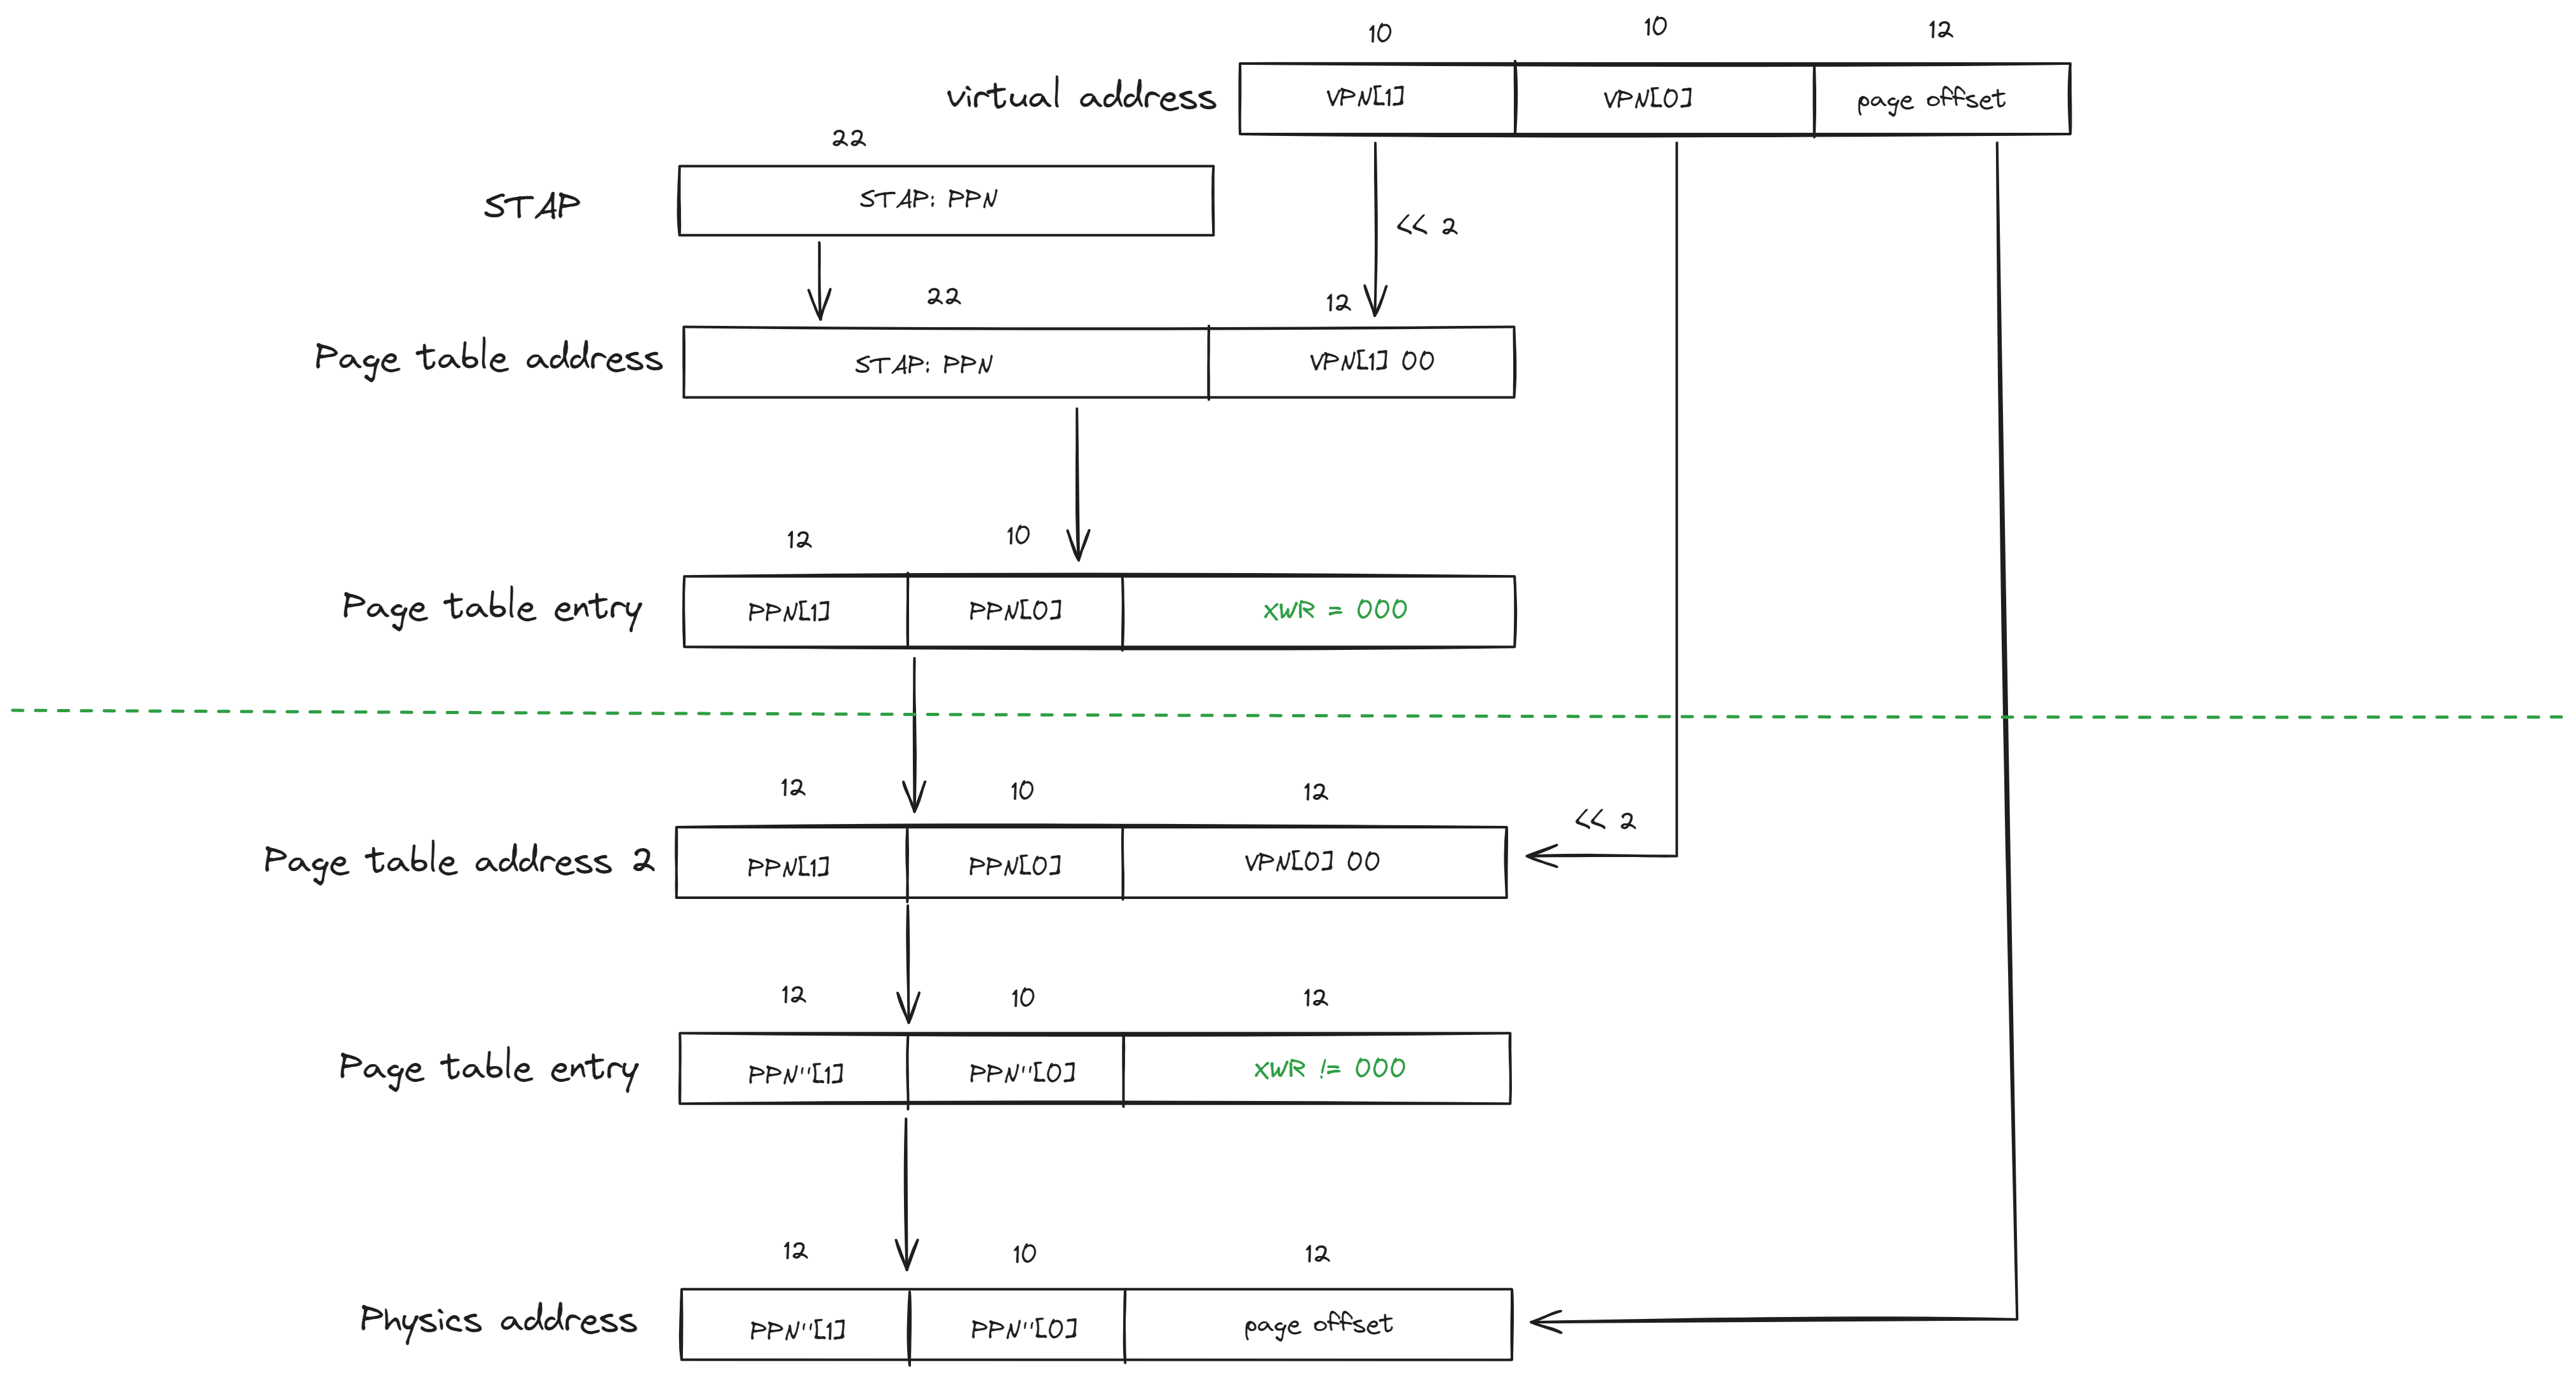 10 10 12
virtual address VPN[1] VPN[0] page offset
22
STAP STAP: PPN
<< 2
22 12
Page table address STAP: PPN VPN[1] 00
12 10
Page table entry PPN[1] PPN[0] XWR = 000
12 10 12
<< 2
Page table address 2 PPN[1] PPN[0] VPN[0] 00
12 10 12
Page table entry PPN''[1] PPN''[0] XWR != 000
12 10 12
Physics address PPN''[1] PPN''[0] page offset